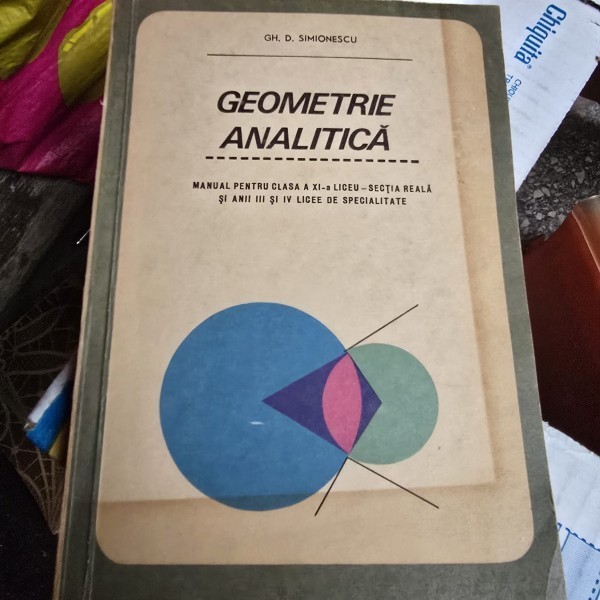 GH. D. SIMIONESCU
GEOMETRIE
ANALITICĂ
MANUAL PENTRU CLASA A XI-a LICEU – SECȚIA REALĂ
ȘI ANII III ȘI IV LICEE DE SPECIALITATE
Chiquita